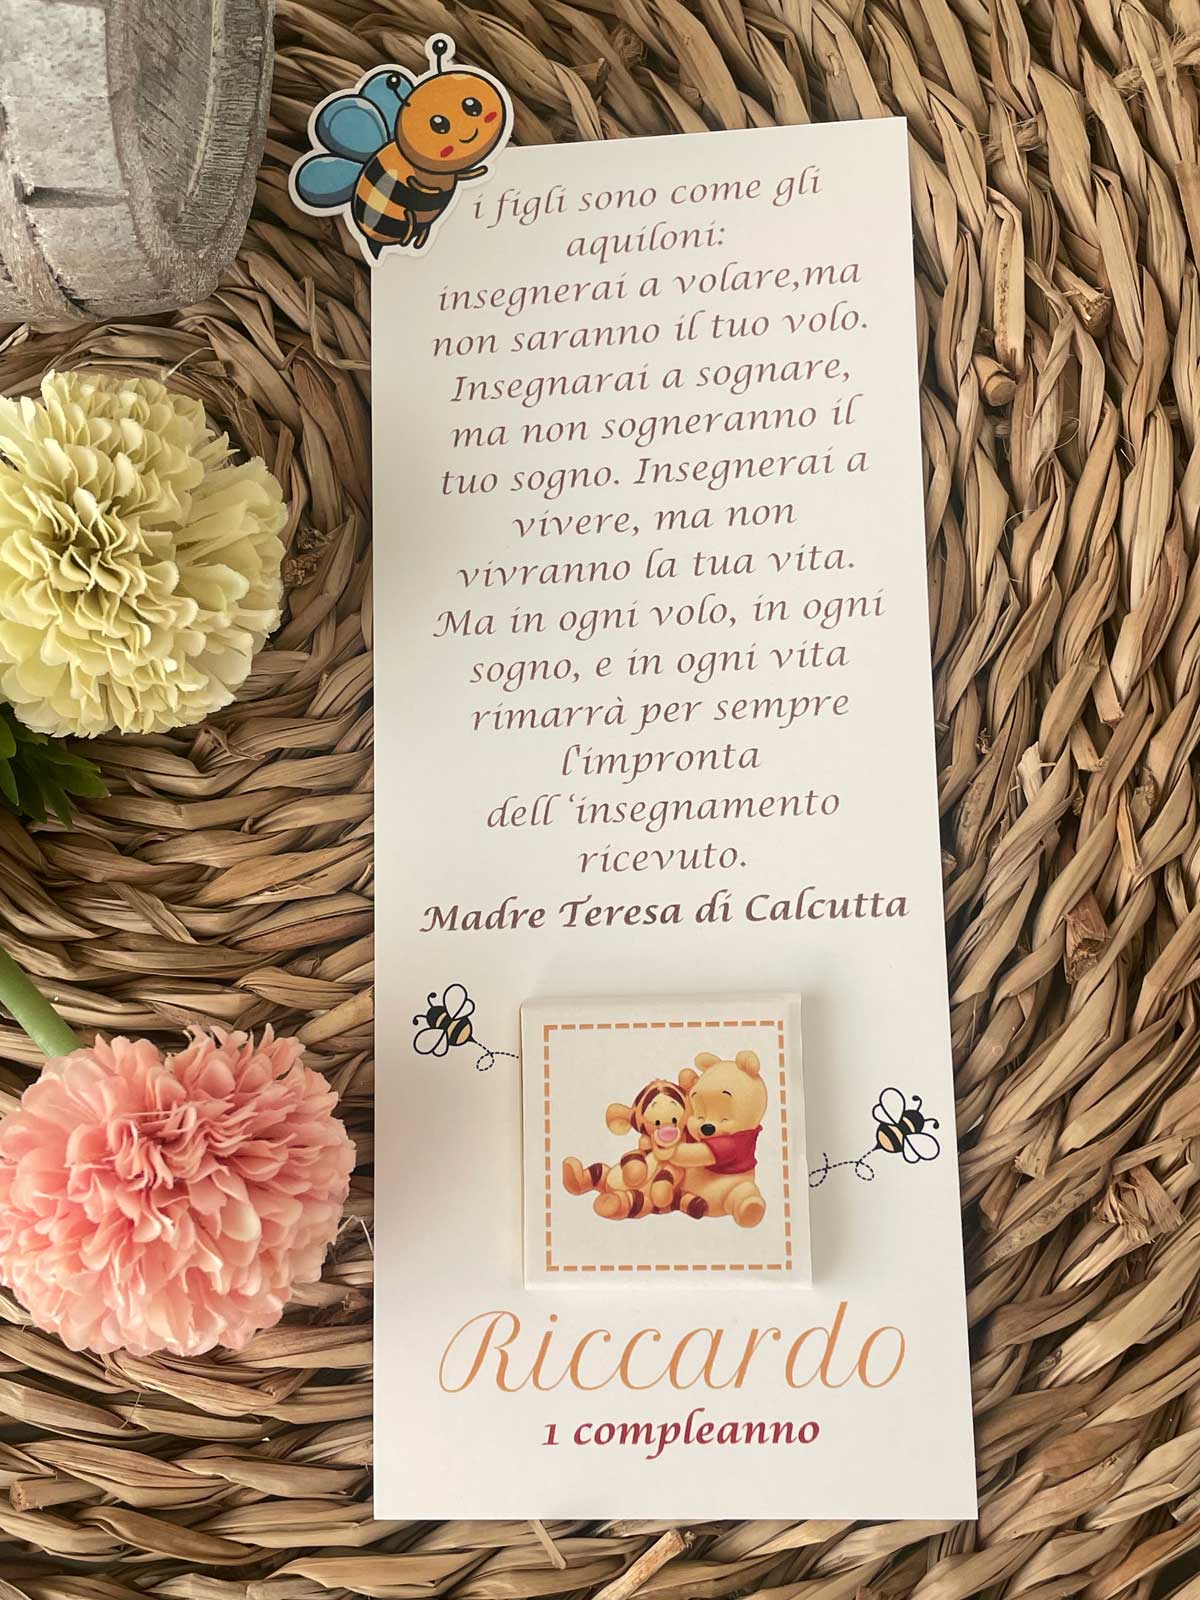 i figli sono come gli
aquiloni:
insegnerai a volare,ma
non saranno il tuo volo.
Insegnarai a sognare,
ma non sogneranno il
tuo sogno. Insegnerai a
vivere, ma non
vivranno la tua vita.
Ma in ogni volo, in ogni
sogno, e in ogni vita
rimarrà per sempre
l'impronta
dell ‘insegnamento
ricevuto.
Madre Teresa di Calcutta
Riccardo
1 compleanno